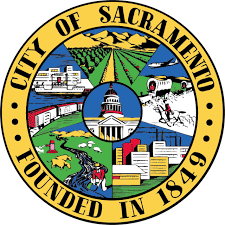 CITY OF SACRAMENTO
FOUNDED IN 1849